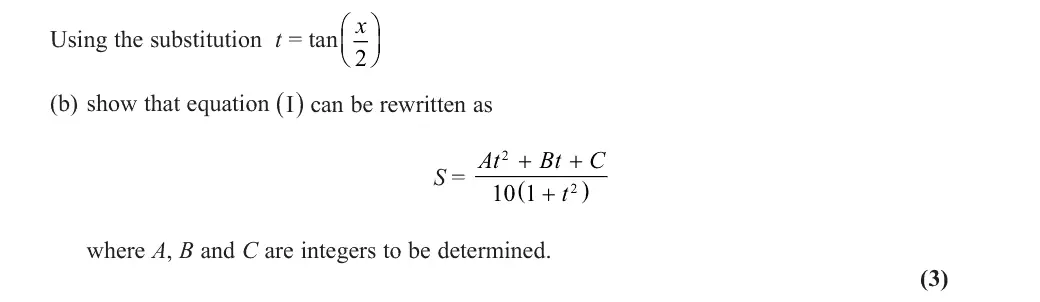 Using the substitution t = tan(x/2)
(b) show that equation (I) can be rewritten as
S = (At² + Bt + C)/(10(1 + t²))
where A, B and C are integers to be determined.
(3)